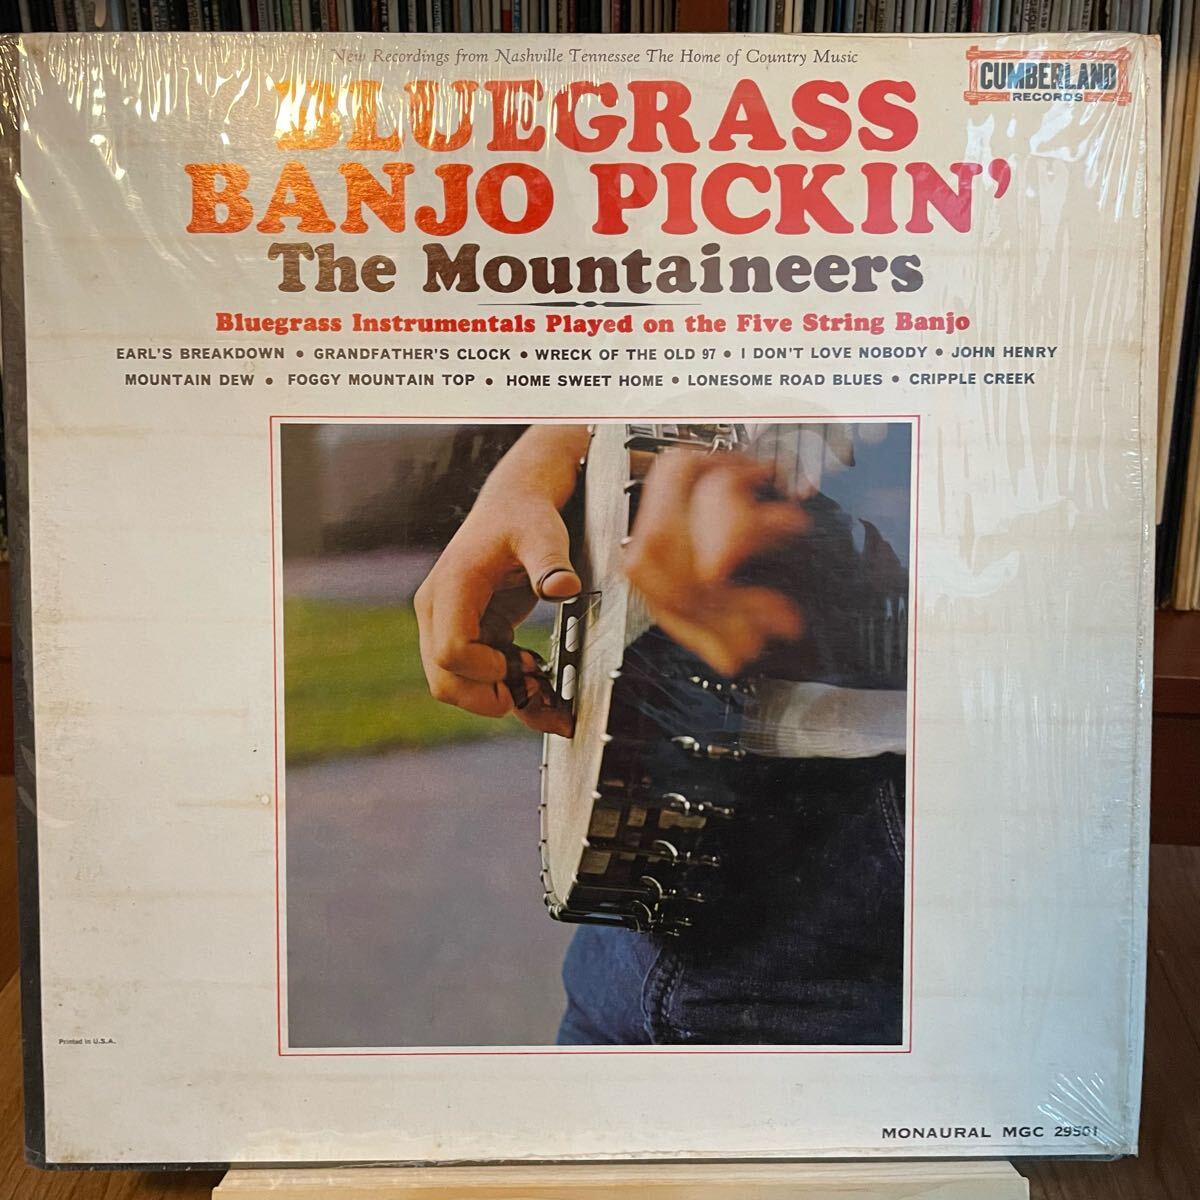 New Recordings from Nashville Tennessee The Home of Country Music
CUMBERLAND
RECORDS
BLUEGRASS
BANJO PICKIN'
The Mountaineers
Bluegrass Instrumentals Played on the Five String Banjo
EARL'S BREAKDOWN • GRANDFATHER'S CLOCK • WRECK OF THE OLD 97 • I DON'T LOVE NOBODY • JOHN HENRY
MOUNTAIN DEW • FOGGY MOUNTAIN TOP • HOME SWEET HOME • LONESOME ROAD BLUES • CRIPPLE CREEK
Printed in U.S.A.
MONAURAL MGC 29501